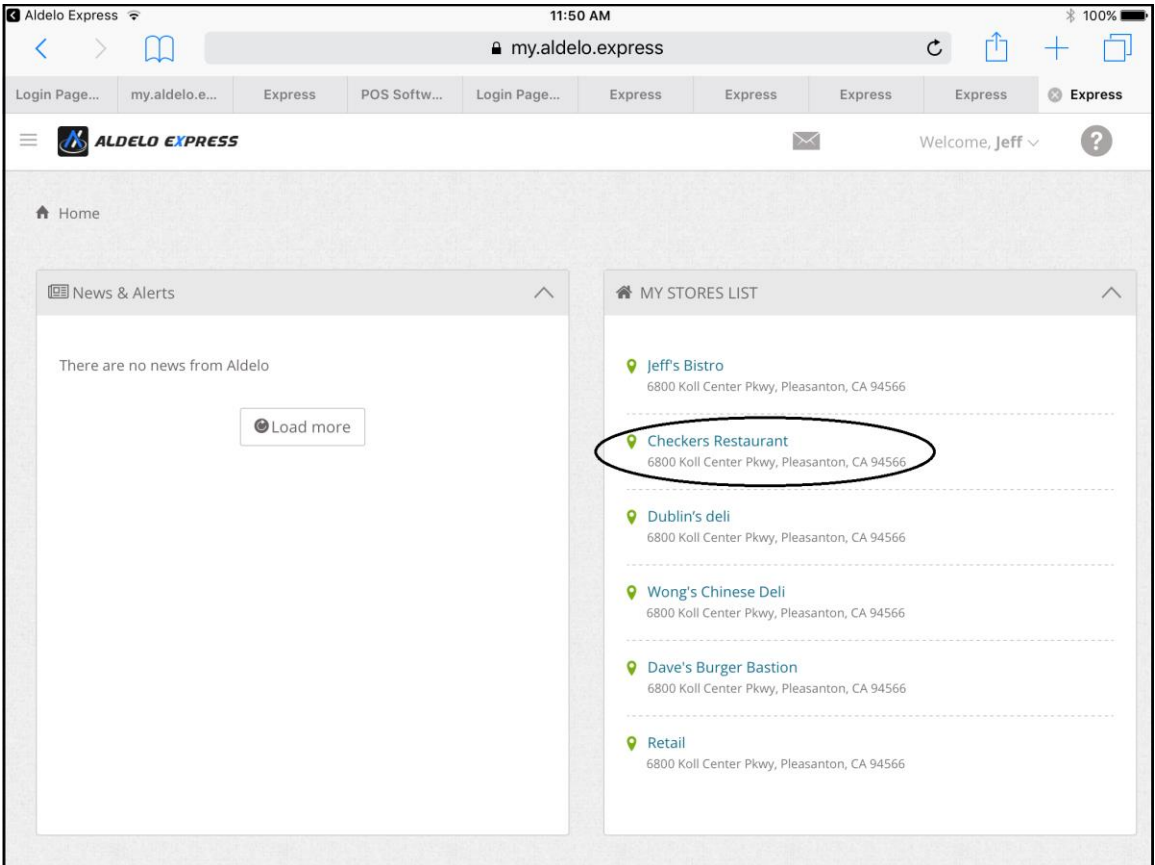 Aldelo Express
11:50 AM
100%
my.aldelo.express
Login Page...
my.aldelo.e...
Express
POS Softw...
Login Page...
Express
Express
Express
Express
Express
ALDELO EXPRESS
Welcome, Jeff
?
Home
News & Alerts
There are no news from Aldelo
Load more
MY STORES LIST
Jeff's Bistro
6800 Koll Center Pkwy, Pleasanton, CA 94566
Checkers Restaurant
6800 Koll Center Pkwy, Pleasanton, CA 94566
Dublin's deli
6800 Koll Center Pkwy, Pleasanton, CA 94566
Wong's Chinese Deli
6800 Koll Center Pkwy, Pleasanton, CA 94566
Dave's Burger Bastion
6800 Koll Center Pkwy, Pleasanton, CA 94566
Retail
6800 Koll Center Pkwy, Pleasanton, CA 94566